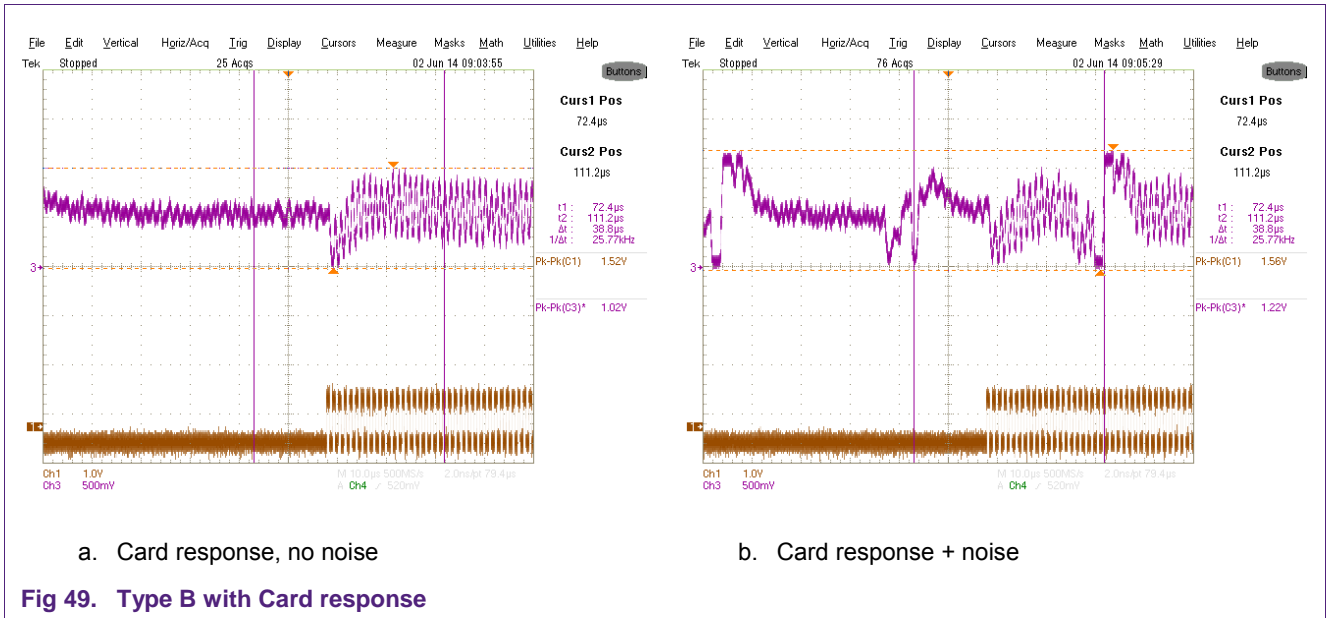 File Edit Vertical Horiz/Acq Trig Display Cursors Measure Masks Math Utilities Help
Tek Stopped 25 Acqs 02 Jun 14 09:03:55
Buttons
Curs1 Pos
72.4µs
Curs2 Pos
111.2µs
t1 : 72.4µs
t2 : 111.2µs
Δt : 38.8µs
1/Δt : 25.77kHz
Pk-Pk(C1) 1.52V
3
Pk-Pk(C3)* 1.02V
1
Ch1 1.0V M 10.0µs 500MS/s 2.0ns/pt 79.4µs
Ch3 500mV A Ch4 ∕ 520mV
File Edit Vertical Horiz/Acq Trig Display Cursors Measure Masks Math Utilities Help
Tek Stopped 76 Acqs 02 Jun 14 09:05:29
Buttons
Curs1 Pos
72.4µs
Curs2 Pos
111.2µs
t1 : 72.4µs
t2 : 111.2µs
Δt : 38.8µs
1/Δt : 25.77kHz
Pk-Pk(C1) 1.56V
3
Pk-Pk(C3)* 1.22V
1
Ch1 1.0V M 10.0µs 500MS/s 2.0ns/pt 79.4µs
Ch3 500mV A Ch4 ∕ 520mV
a. Card response, no noise
b. Card response + noise
Fig 49. Type B with Card response